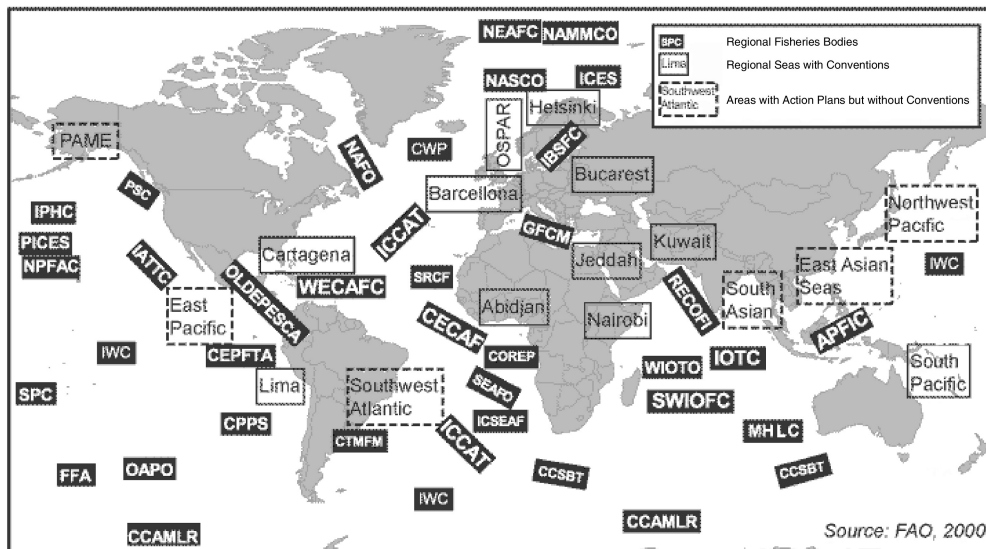 NEAFC
NAMMCO
SPC
Regional Fisheries Bodies
Lima
Regional Seas with Conventions
Southwest
Atlantic
Areas with Action Plans but without Conventions
NASCO
ICES
Helsinki
OSPAR
IBSFC
PAME
NAFO
CWP
PSC
Barcellona
Bucarest
Northwest
Pacific
IPHC
PICES
NPFAC
IATTC
OLDEPESCA
Cartagena
WECAFC
ICCAT
GFCM
Jeddah
Kuwait
SRCF
RECOFI
South
Asian
East Asian
Seas
IWC
East
Pacific
CECAF
Abidjan
Nairobi
APFIC
IWC
CEPFTA
COREP
WIOTO
IOTC
South
Pacific
SPC
Lima
Southwest
Atlantic
SEAFO
SWIOFC
CPPS
CTMFM
ICCAT
ICSEAF
MHLC
FFA
OAPO
CCSBT
CCSBT
IWC
CCAMLR
CCAMLR
Source: FAO, 2000